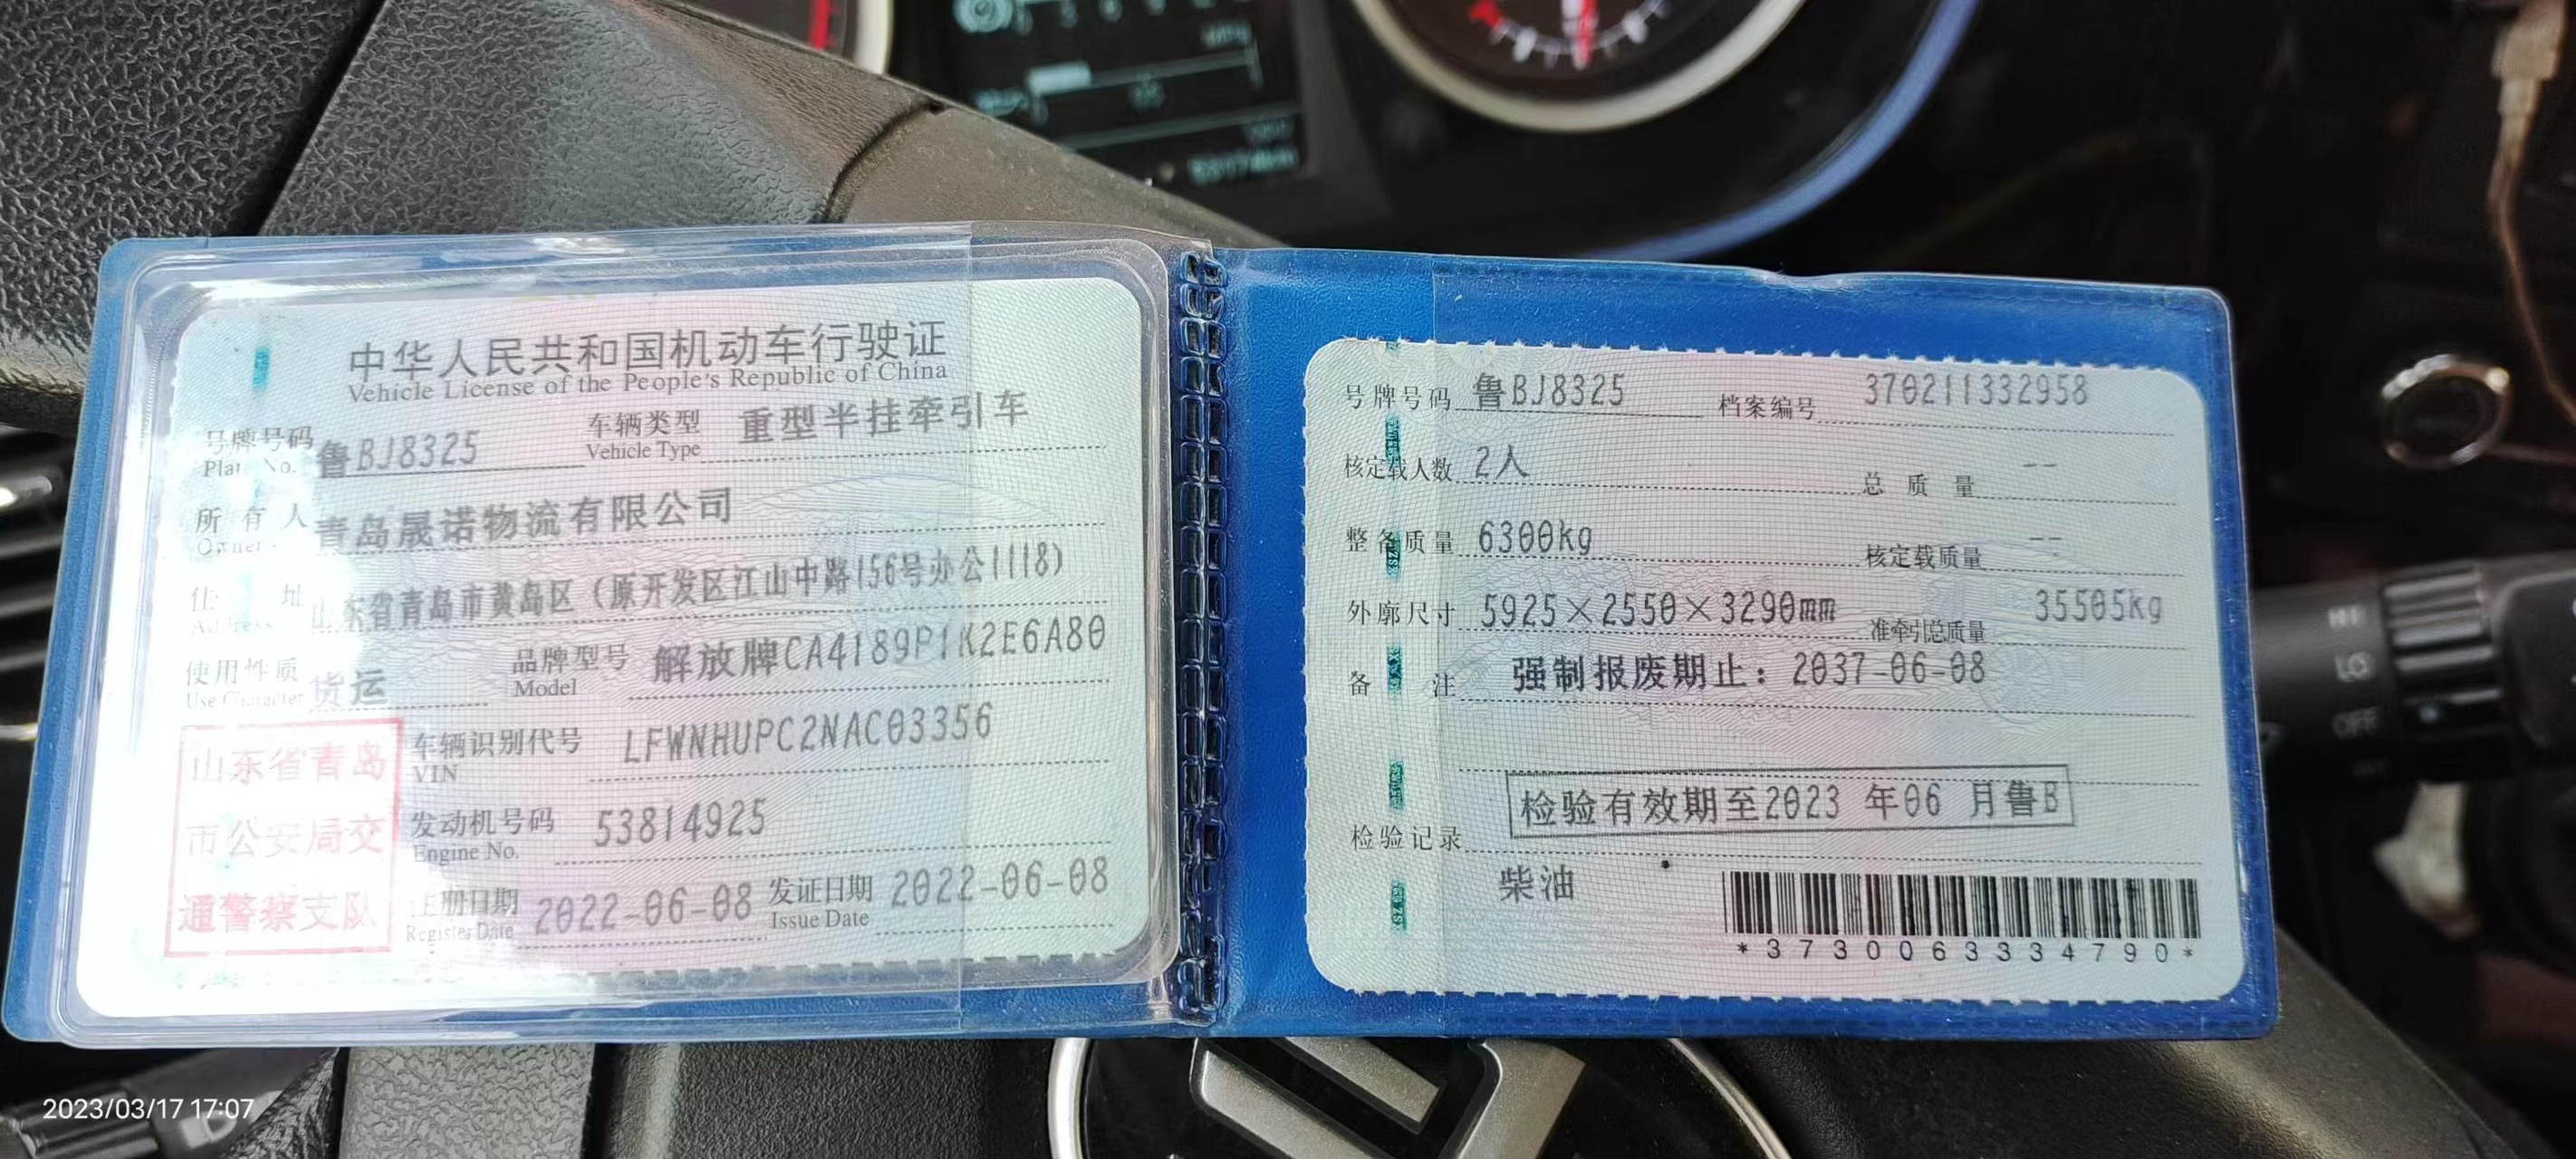 中华人民共和国机动车行驶证
Vehicle License of the People's Republic of China
号牌号码 鲁BJ8325 车辆类型 重型半挂牵引车
Plate No. Vehicle Type
所有人 青岛晟诺物流有限公司
Owner
住址 山东省青岛市黄岛区（原开发区江山中路156号办公1118）
Address
使用性质 货运 品牌型号 解放牌CA4189P1K2E6A80
Use Character Model
车辆识别代号 LFWNHUPC2NAC03356
VIN
发动机号码 53814925
Engine No.
注册日期 2022-06-08 发证日期 2022-06-08
Register Date Issue Date
山东省青岛
市公安局交
通警察支队
号牌号码 鲁BJ8325 档案编号 370211332958
核定载人数 2人 总质量 --
整备质量 6300kg 核定载质量 --
外廓尺寸 5925×2550×3290mm 准牵引总质量 35505kg
备注 强制报废期止：2037-06-08
检验有效期至2023 年06 月鲁B
检验记录
柴油
*3730063334790*
LO
OFF
2023/03/17 17:07